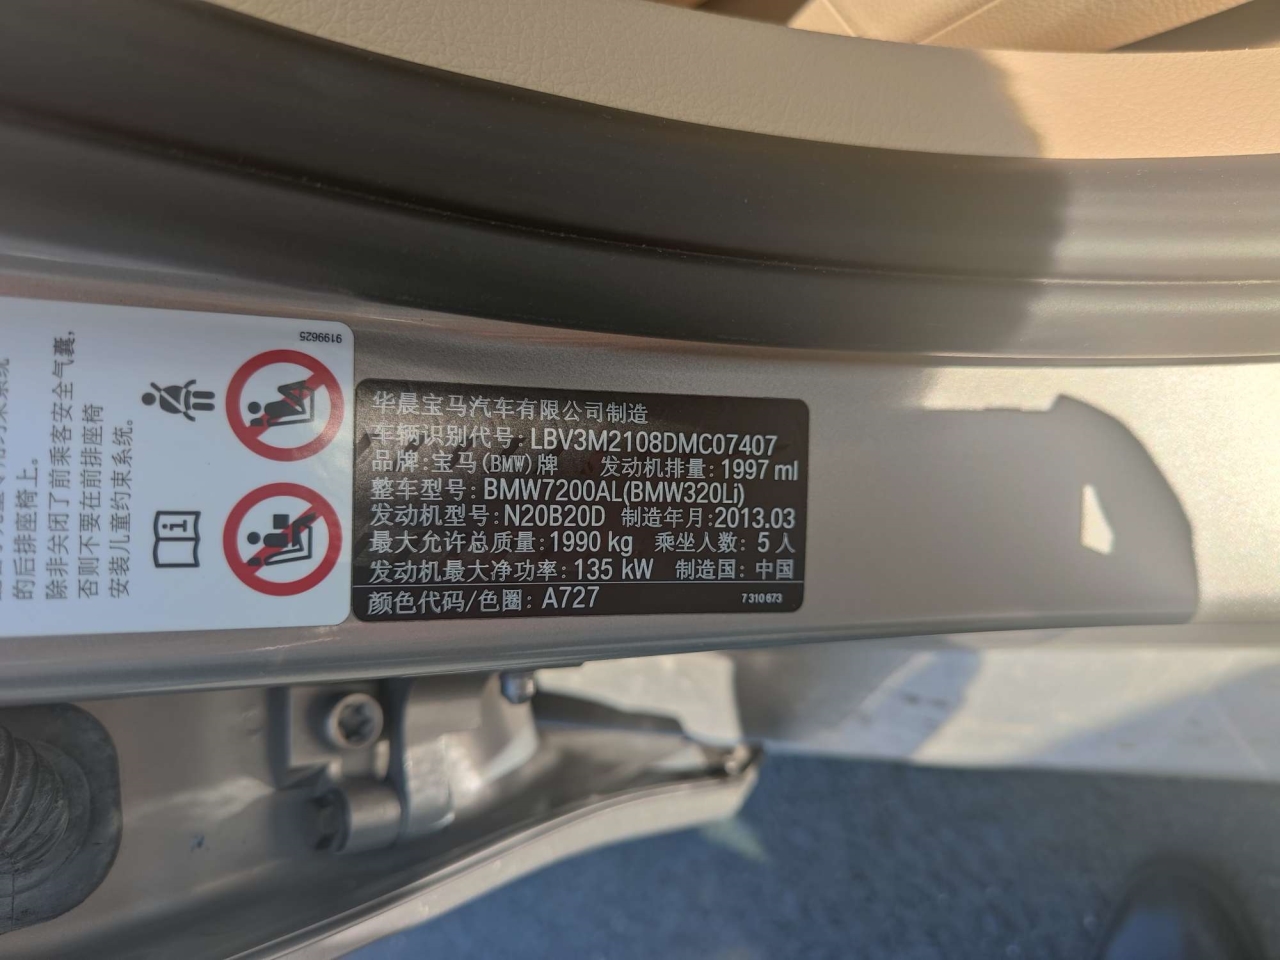 华晨宝马汽车有限公司制造
车辆识别代号: LBV3M2108DMC07407
品牌: 宝马(BMW)牌 发动机排量: 1997 ml
整车型号: BMW7200AL(BMW320Li)
发动机型号: N20B20D 制造年月: 2013.03
最大允许总质量: 1990 kg 乘坐人数: 5 人
发动机最大净功率: 135 kW 制造国: 中国
颜色代码/色圈: A727 7 310 673
9199625
的后排座椅上。
除非关闭了前乘客安全气囊,
否则不要在前排座椅
安装儿童约束系统。